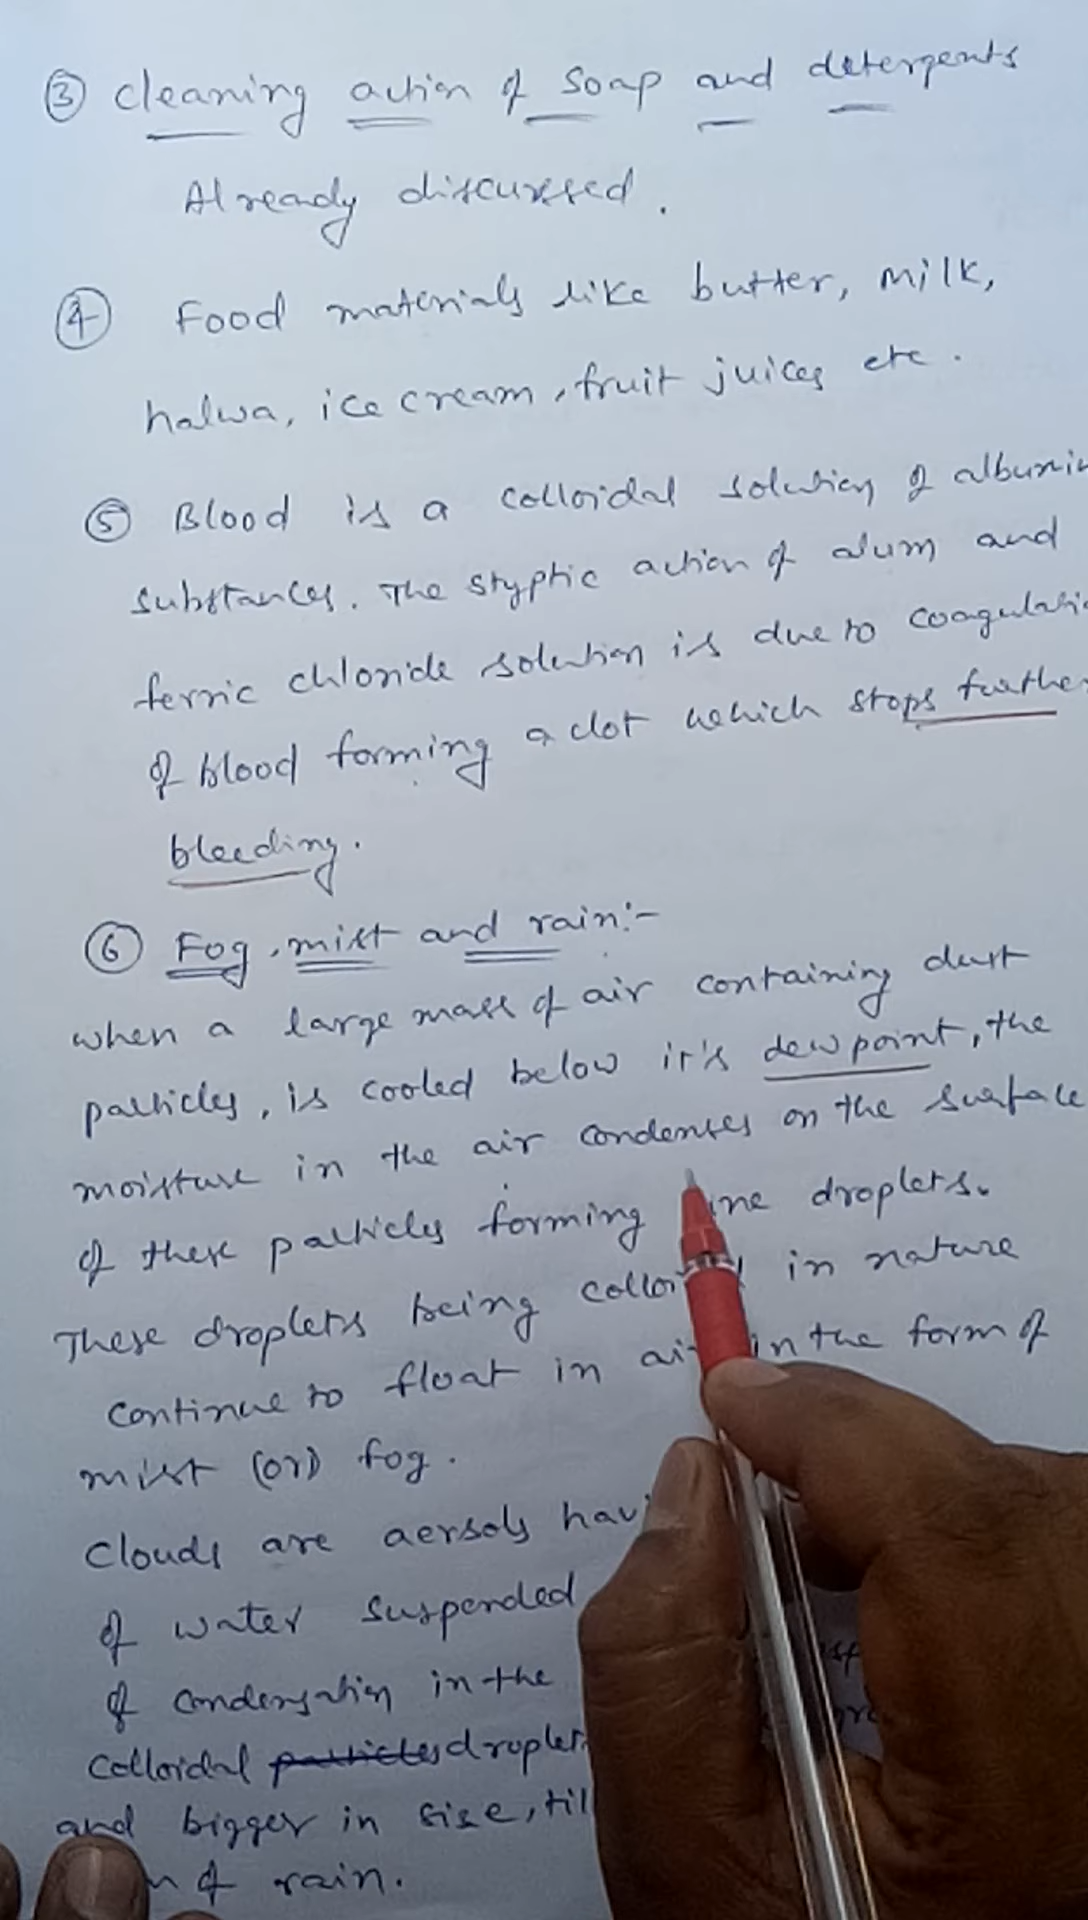 ③ Cleaning action of soap and detergents
Already discussed.
④ Food materials like butter, milk,
halwa, ice cream, fruit juices etc.
⑤ Blood is a colloidal solution of
substances. The styptic action of alum and
ferric chloride solution is due to
of blood forming a clot which stops
bleeding.
⑥ Fog, mist and rain:-
when a large mass of air containing dust
particles, is cooled below it's dew point, the
moisture in the air condenses on the surface
of these particles forming droplets.
These droplets being in nature
continue to float in in the form of
mist (or) fog.
Clouds are aersols
of water suspended
of condensation in the
colloidal particles
and bigger in size,
of rain.